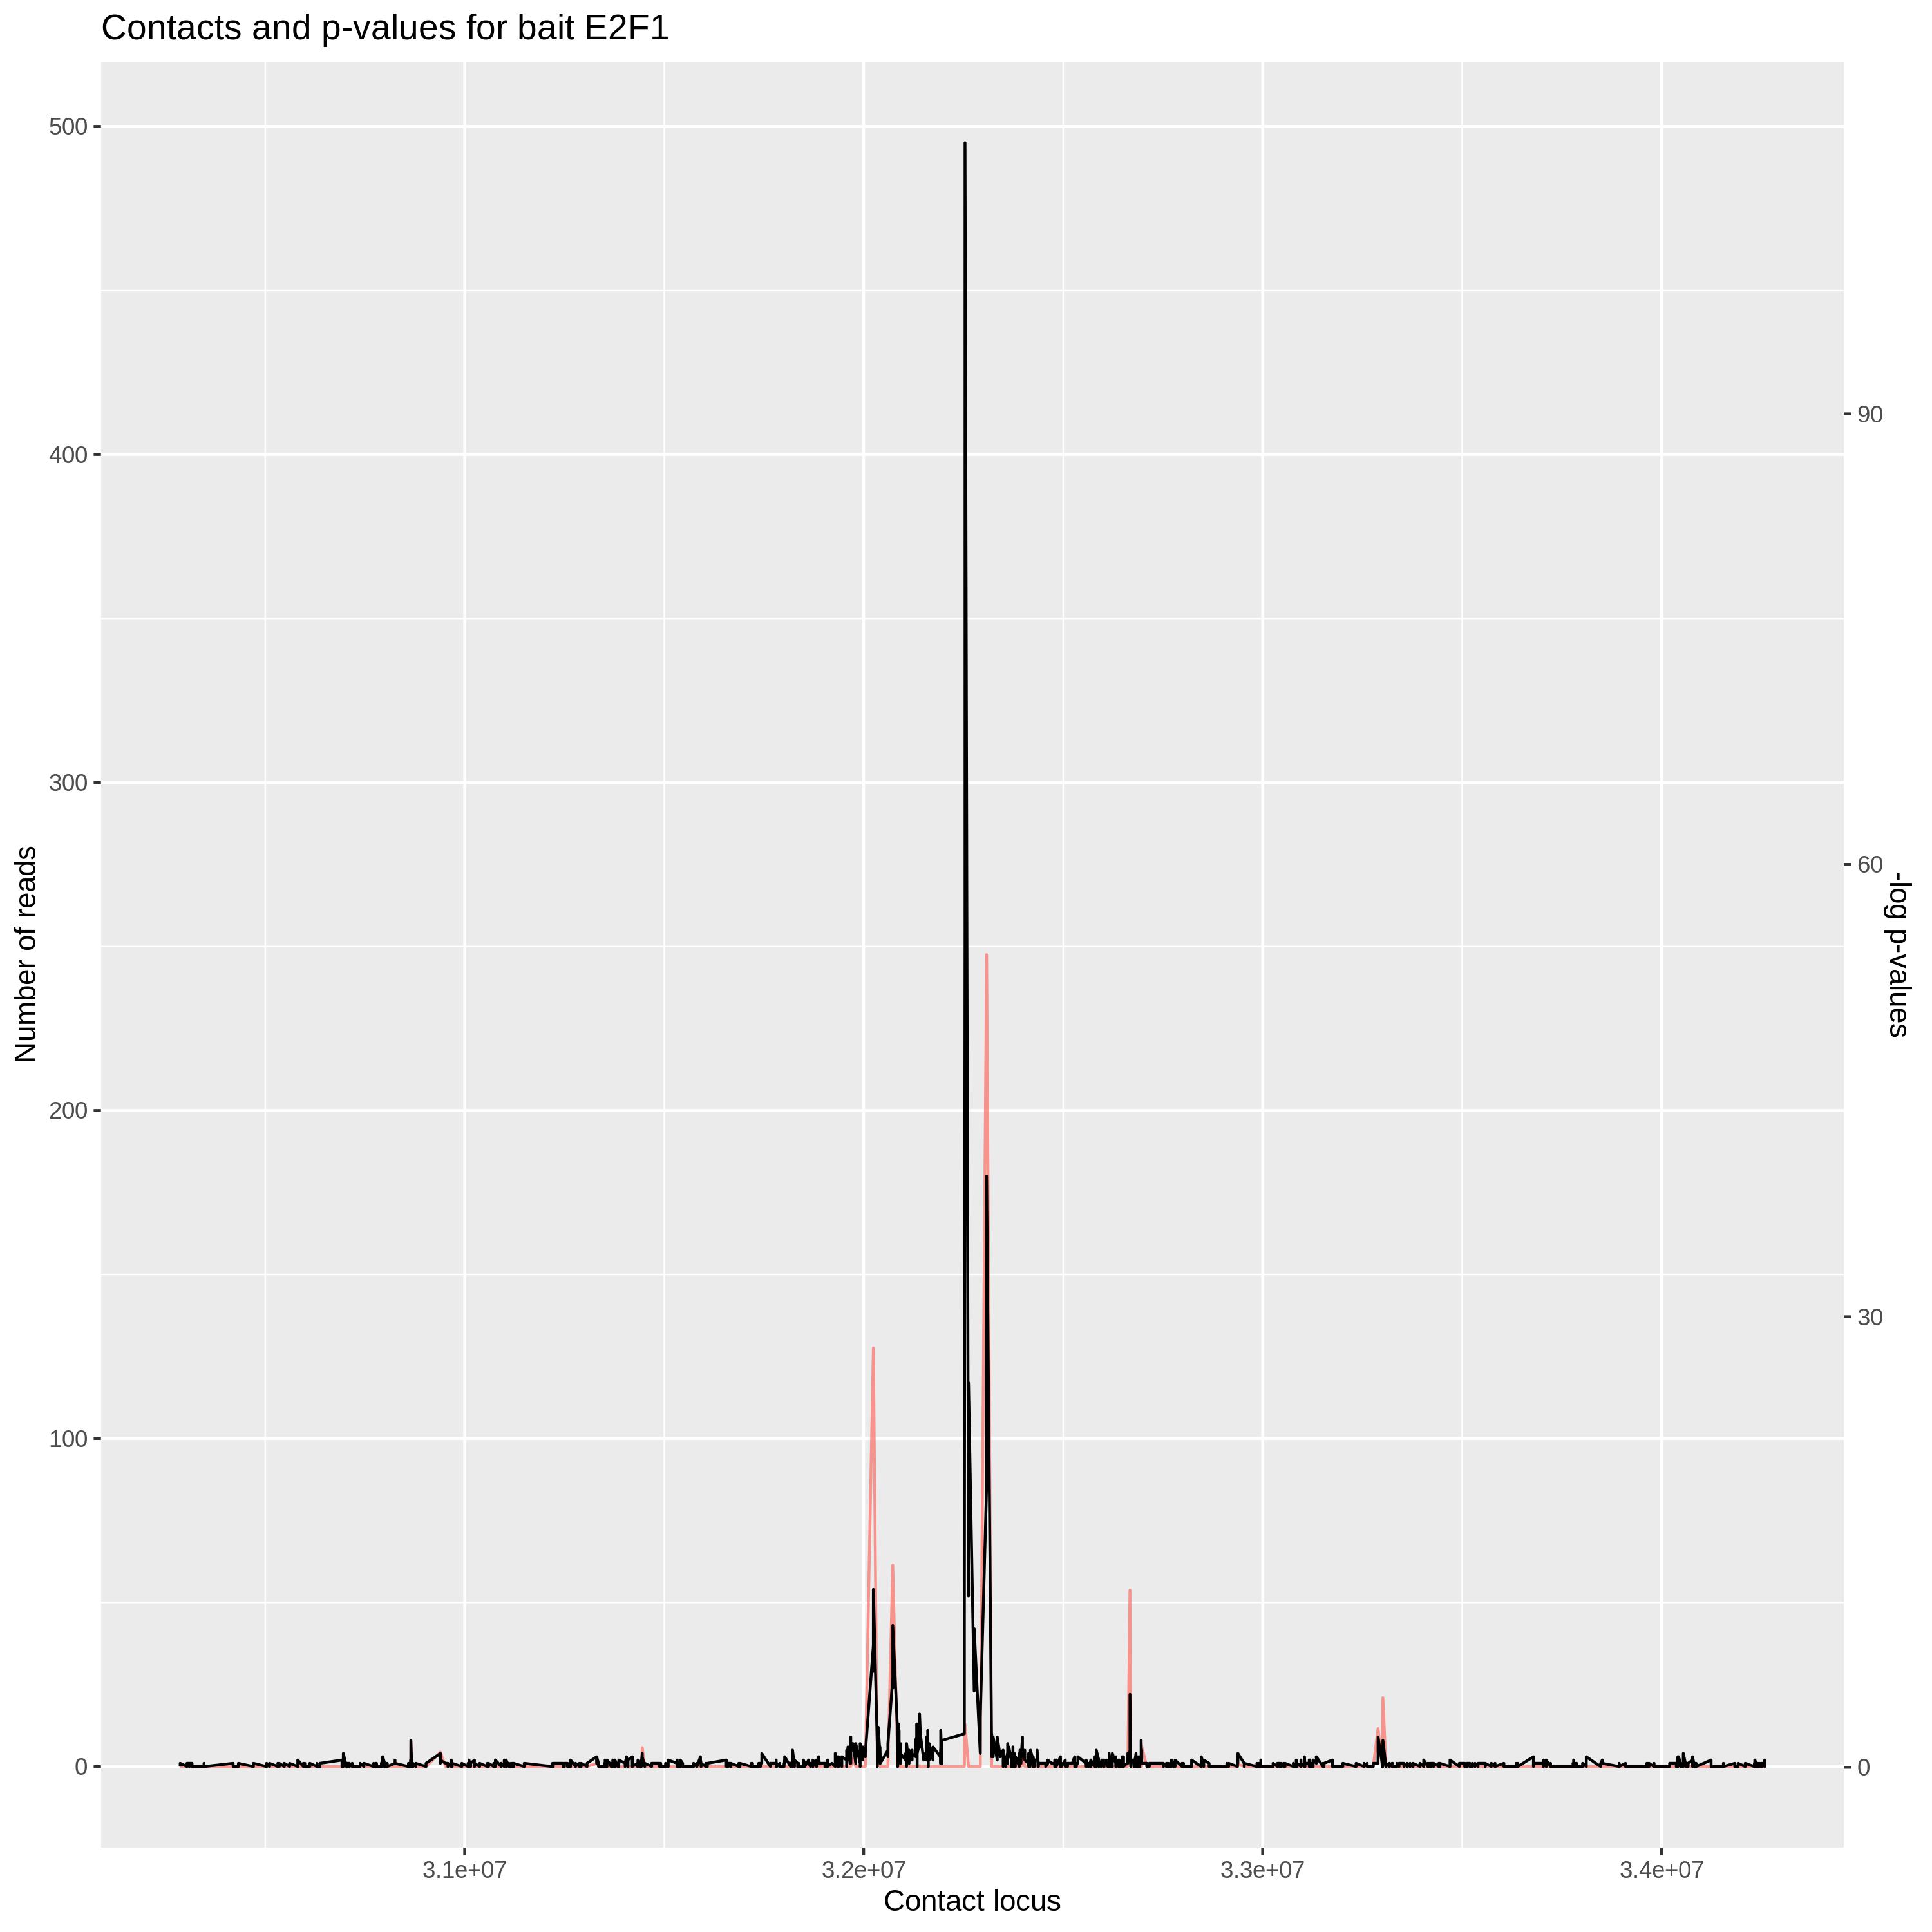 Contacts and p-values for bait E2F1
500
400
300
200
100
0
Number of reads
90
60
30
0
-log p-values
3.1e+07
3.2e+07
3.3e+07
3.4e+07
Contact locus